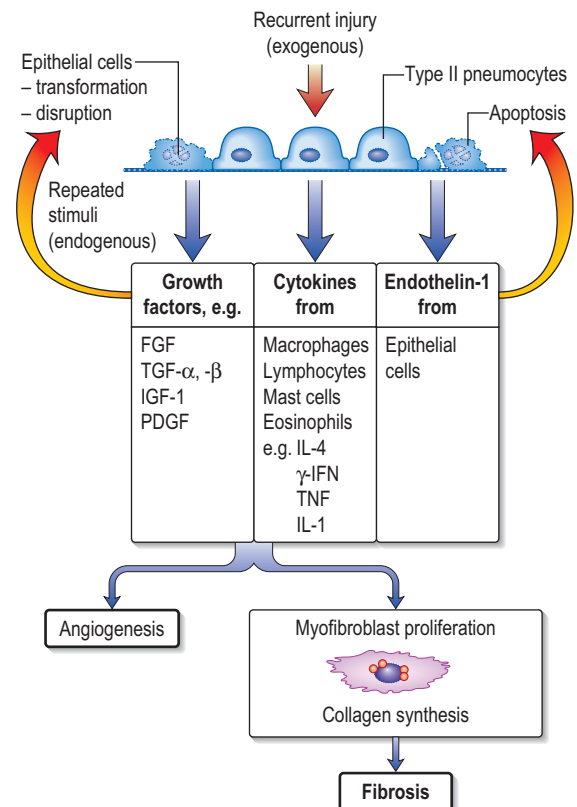 Recurrent injury
(exogenous)
Epithelial cells
– transformation
– disruption
Type II pneumocytes
Apoptosis
Repeated
stimuli
(endogenous)
Growth
factors, e.g.
FGF
TGF-α, -β
IGF-1
PDGF
Cytokines
from
Macrophages
Lymphocytes
Mast cells
Eosinophils
e.g. IL-4
γ-IFN
TNF
IL-1
Endothelin-1
from
Epithelial
cells
Angiogenesis
Myofibroblast proliferation
Collagen synthesis
Fibrosis